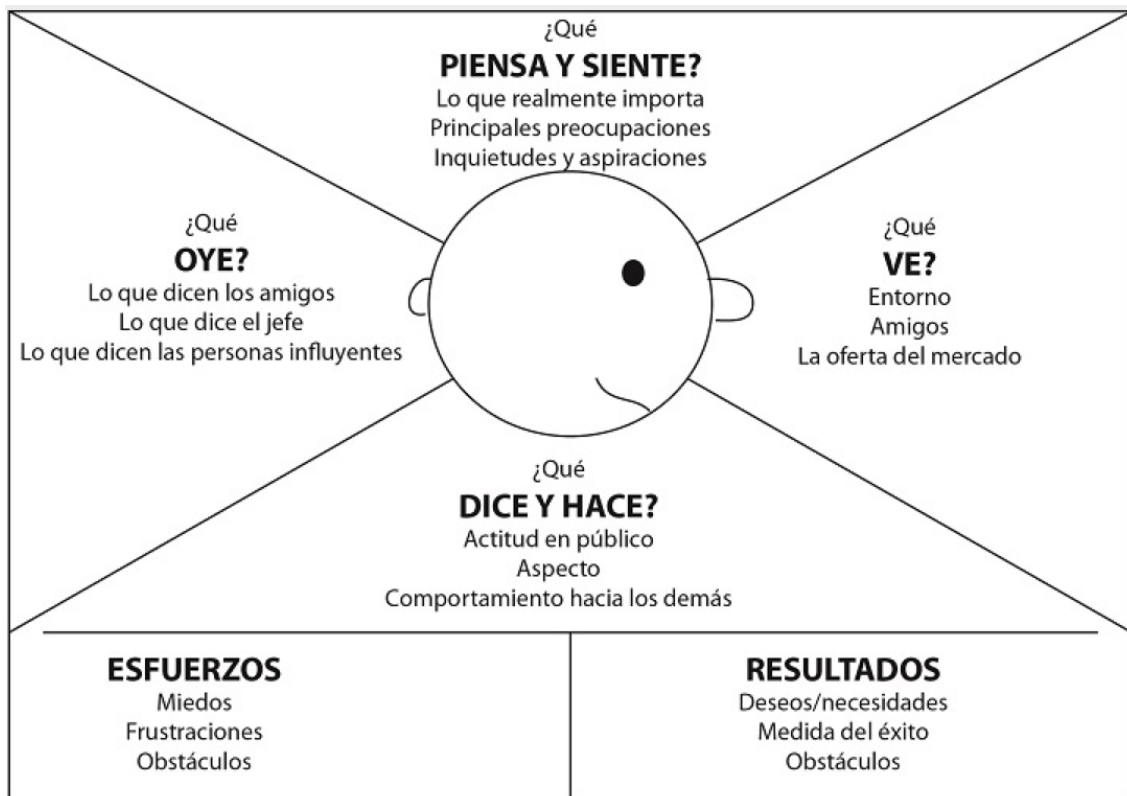 ¿Qué
PIENSA Y SIENTE?
Lo que realmente importa
Principales preocupaciones
Inquietudes y aspiraciones
¿Qué
OYE?
Lo que dicen los amigos
Lo que dice el jefe
Lo que dicen las personas influyentes
¿Qué
VE?
Entorno
Amigos
La oferta del mercado
¿Qué
DICE Y HACE?
Actitud en público
Aspecto
Comportamiento hacia los demás
ESFUERZOS
Miedos
Frustraciones
Obstáculos
RESULTADOS
Deseos/necesidades
Medida del éxito
Obstáculos